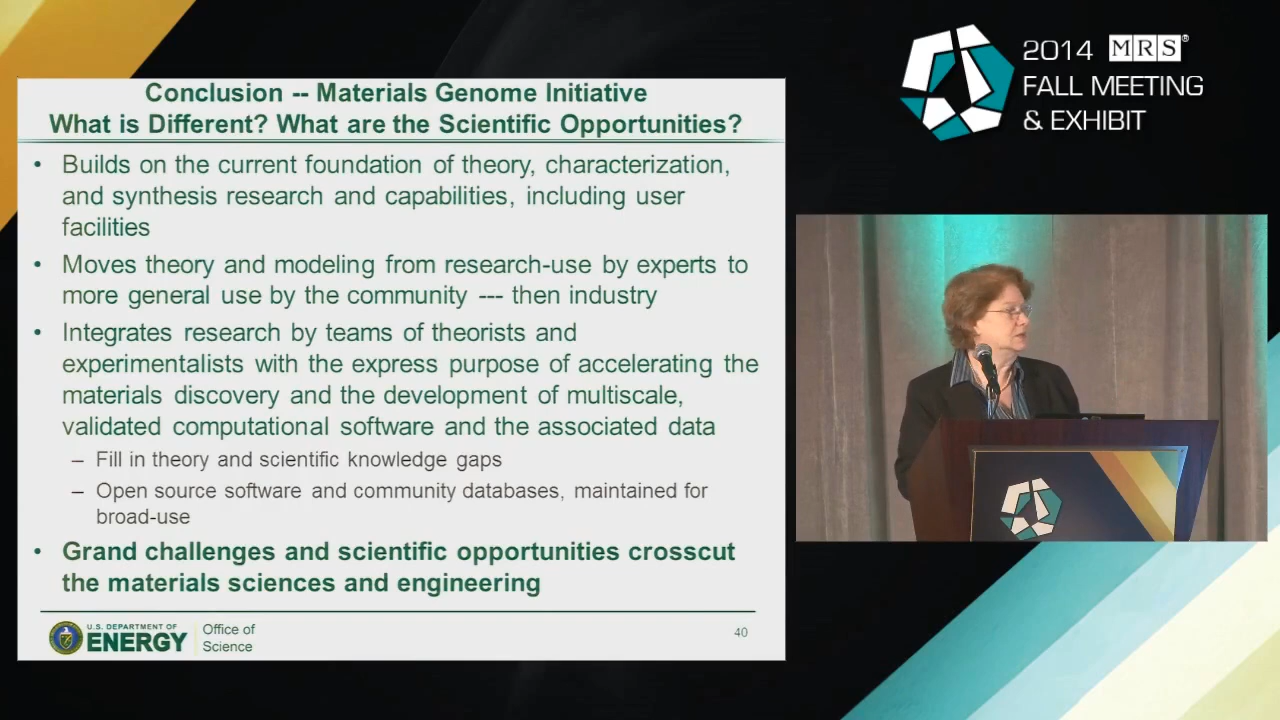 Conclusion -- Materials Genome Initiative
What is Different? What are the Scientific Opportunities?
• Builds on the current foundation of theory, characterization,
and synthesis research and capabilities, including user
facilities
• Moves theory and modeling from research-use by experts to
more general use by the community --- then industry
• Integrates research by teams of theorists and
experimentalists with the express purpose of accelerating the
materials discovery and the development of multiscale,
validated computational software and the associated data
– Fill in theory and scientific knowledge gaps
– Open source software and community databases, maintained for
broad-use
• Grand challenges and scientific opportunities crosscut
the materials sciences and engineering
U.S. DEPARTMENT OF
ENERGY
Office of
Science
40
2014 MRS®
FALL MEETING
& EXHIBIT